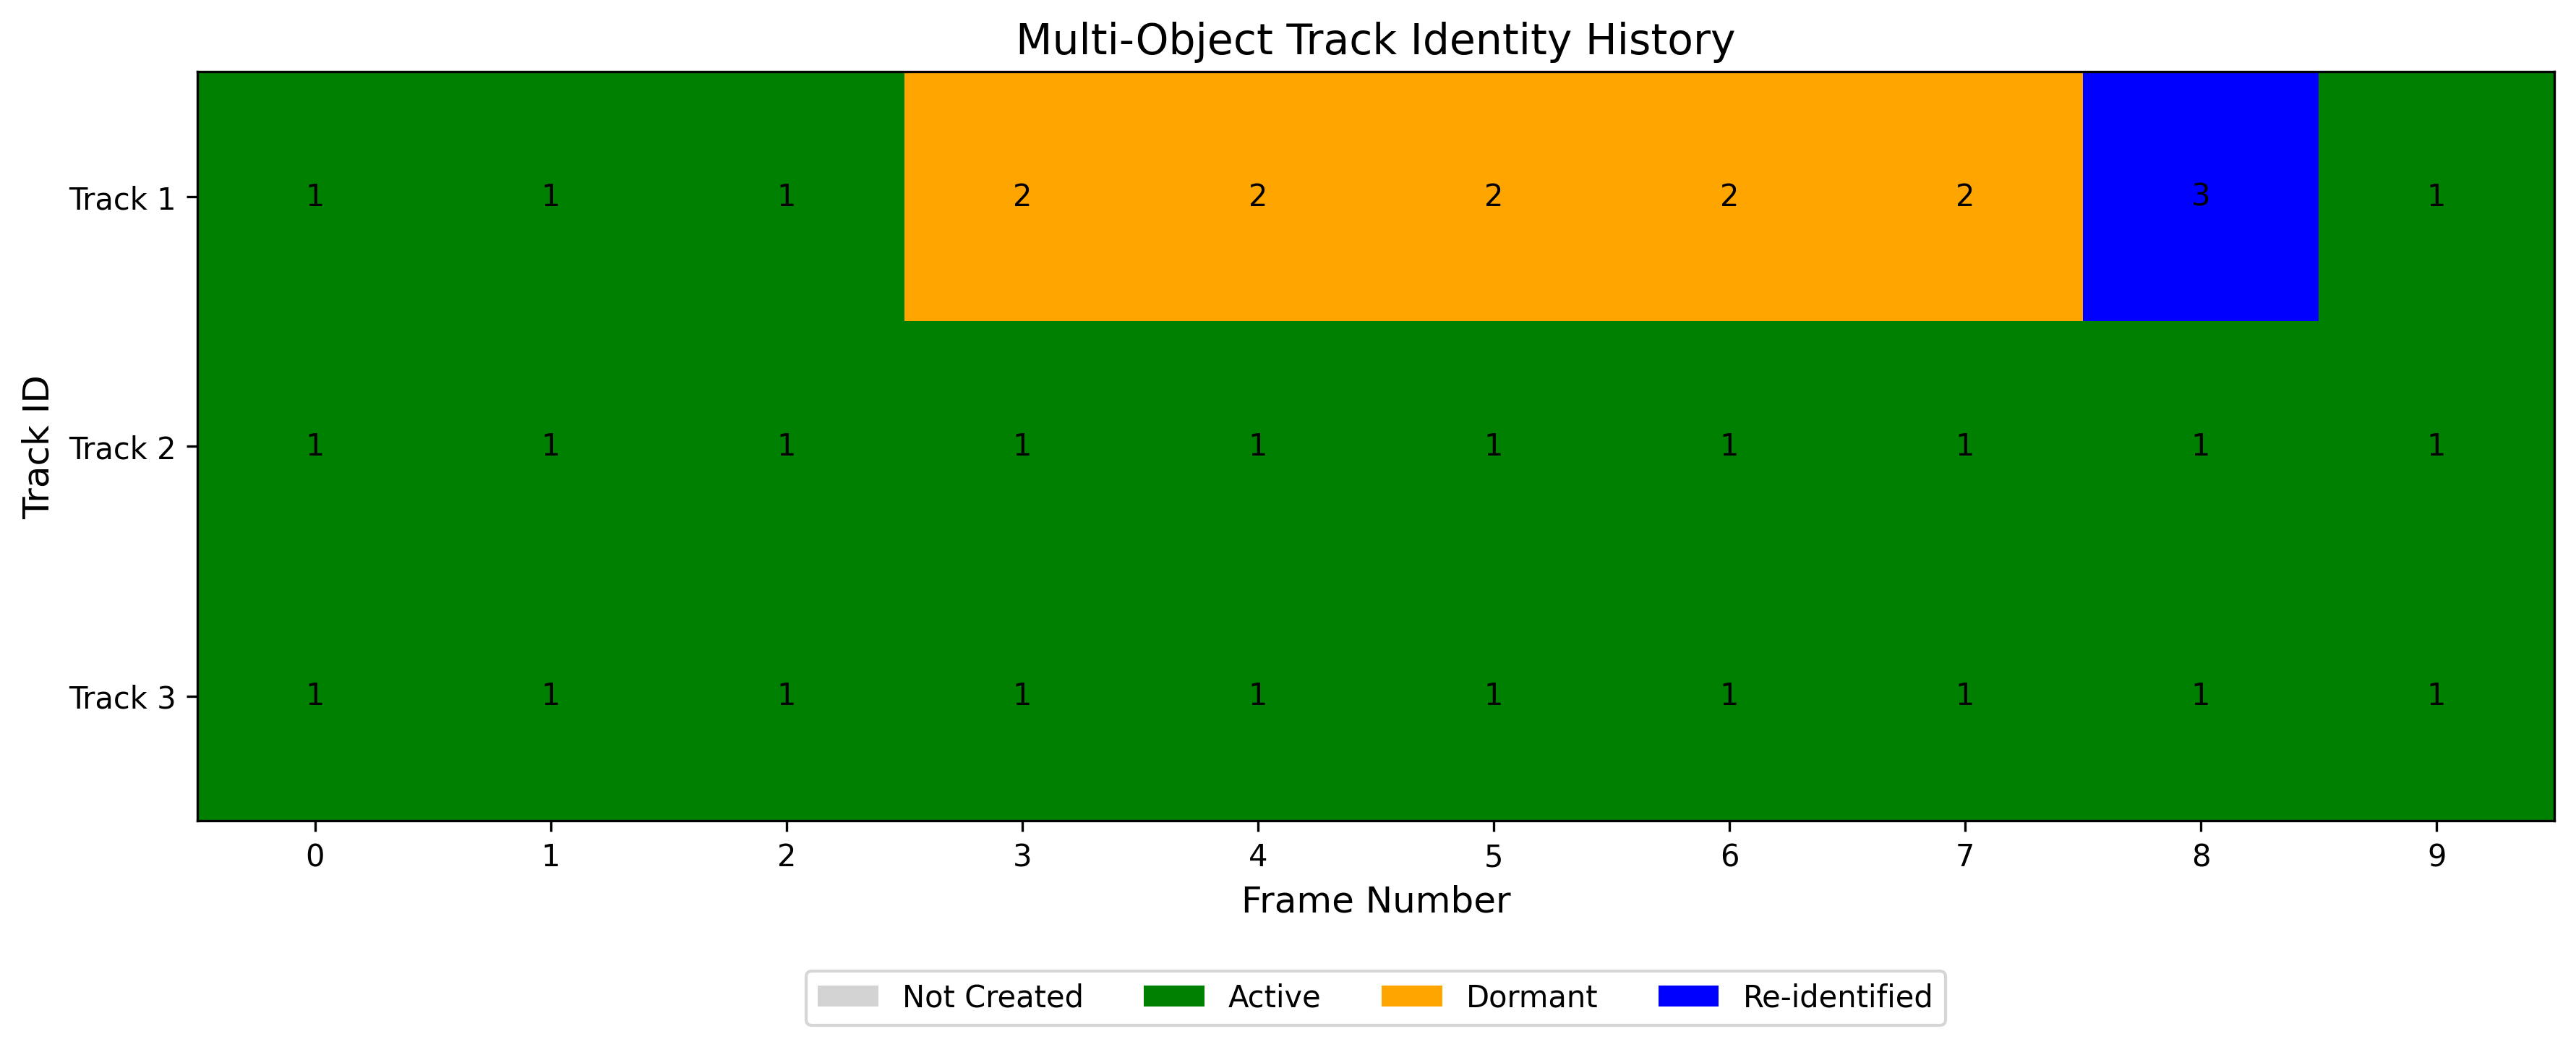 Multi-Object Track Identity History
Track ID
Track 1 1 1 1 2 2 2 2 2 3 1
Track 2 1 1 1 1 1 1 1 1 1 1
Track 3 1 1 1 1 1 1 1 1 1 1
0 1 2 3 4 5 6 7 8 9
Frame Number
Not Created Active Dormant Re-identified